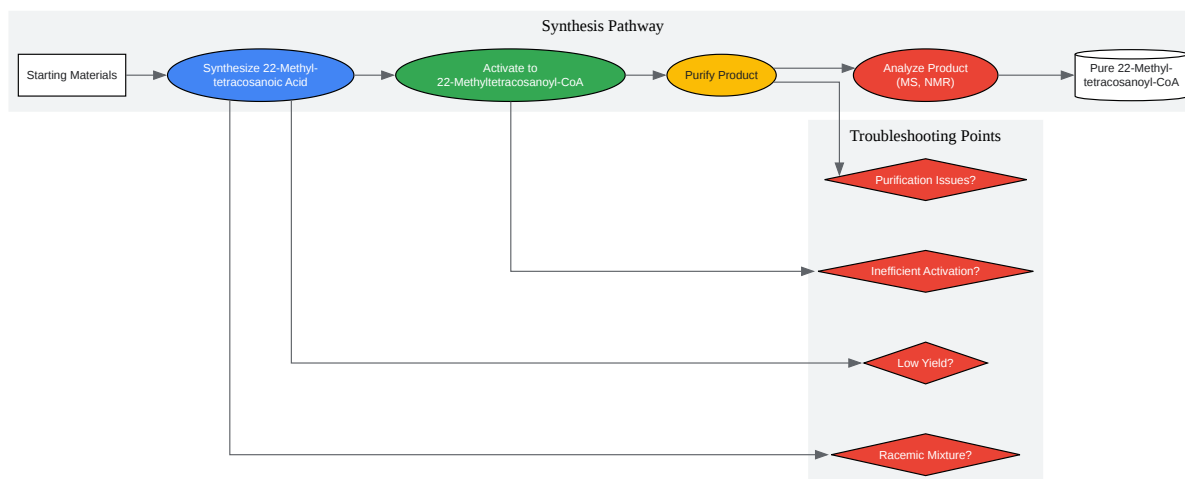 Synthesis Pathway
Starting Materials
Synthesize 22-Methyl-
tetracosanoic Acid
Activate to
22-Methyltetracosanoyl-CoA
Purify Product
Analyze Product
(MS, NMR)
Pure 22-Methyl-
tetracosanoyl-CoA
Troubleshooting Points
Purification Issues?
Inefficient Activation?
Low Yield?
Racemic Mixture?